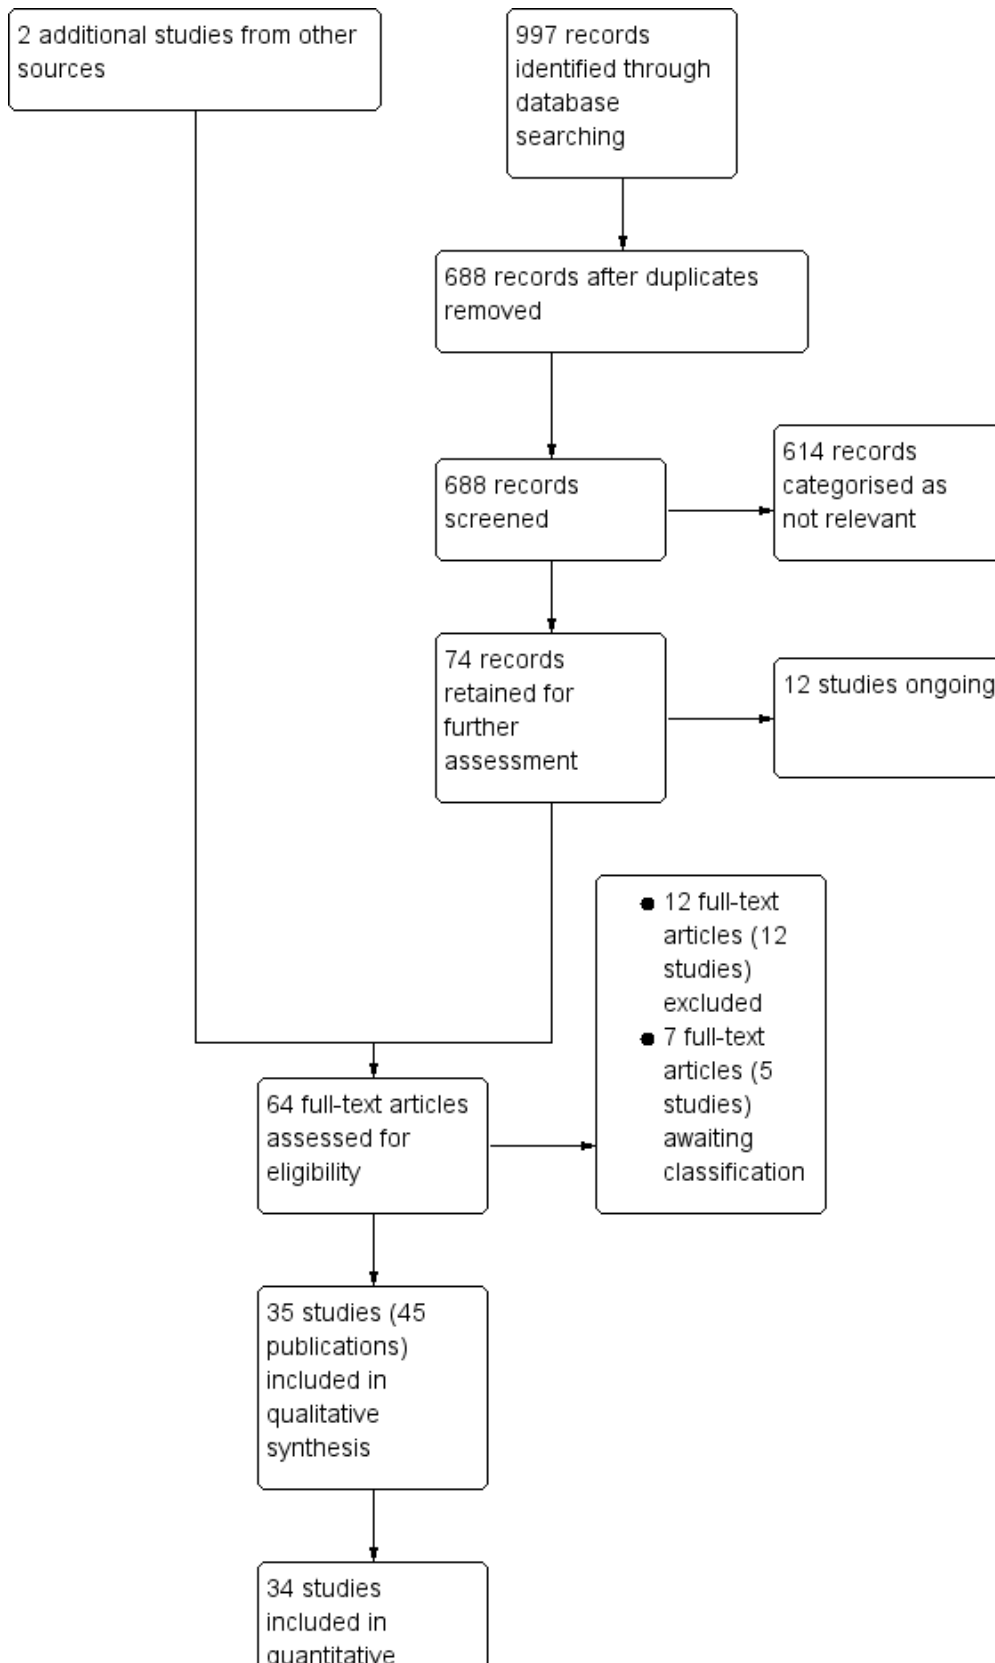 2 additional studies from other
sources
997 records
identified through
database
searching
688 records after duplicates
removed
688 records
screened
614 records
categorised as
not relevant
74 records
retained for
further
assessment
12 studies ongoing
● 12 full-text
articles (12
studies)
excluded
● 7 full-text
articles (5
studies)
awaiting
classification
64 full-text articles
assessed for
eligibility
35 studies (45
publications)
included in
qualitative
synthesis
34 studies
included in
quantitative